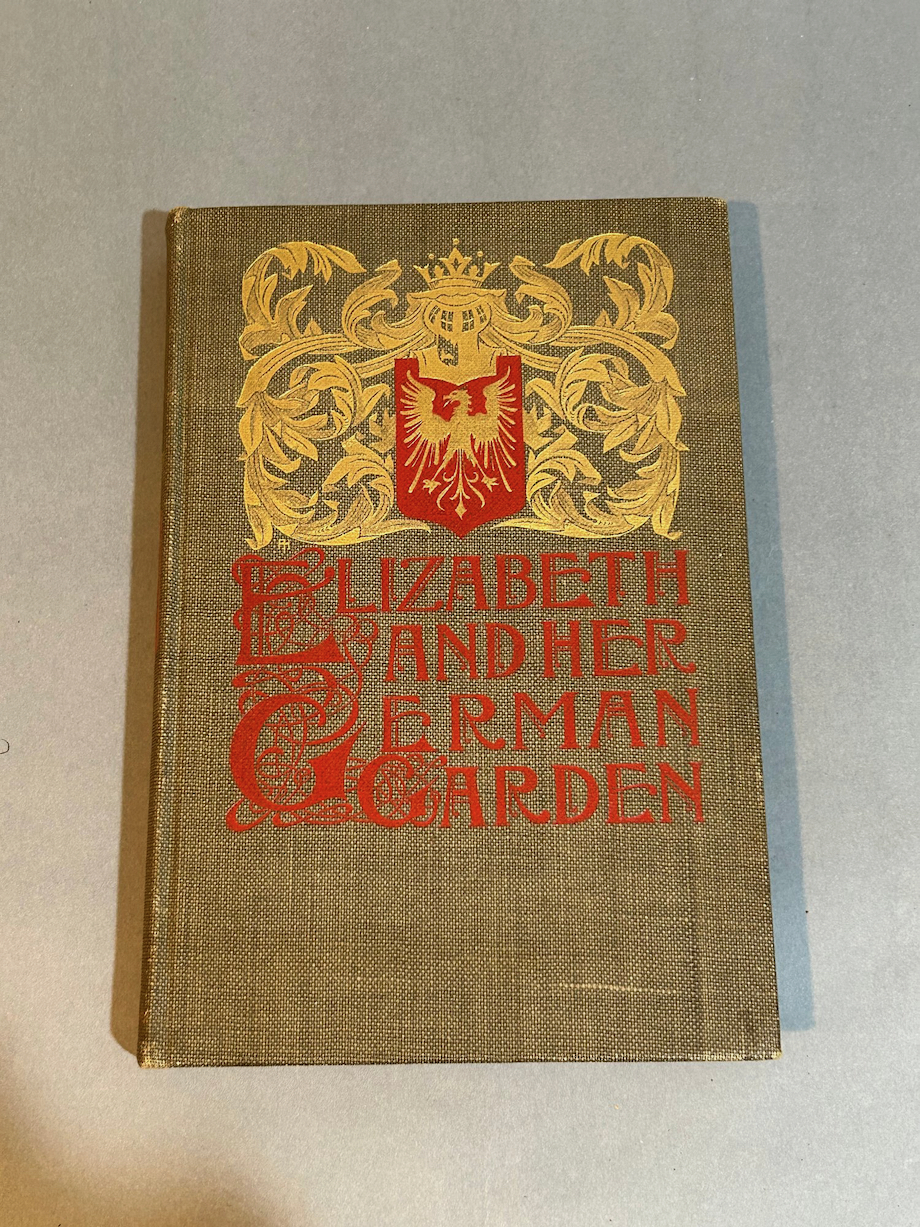 ELIZABETH
AND HER
GERMAN
GARDEN